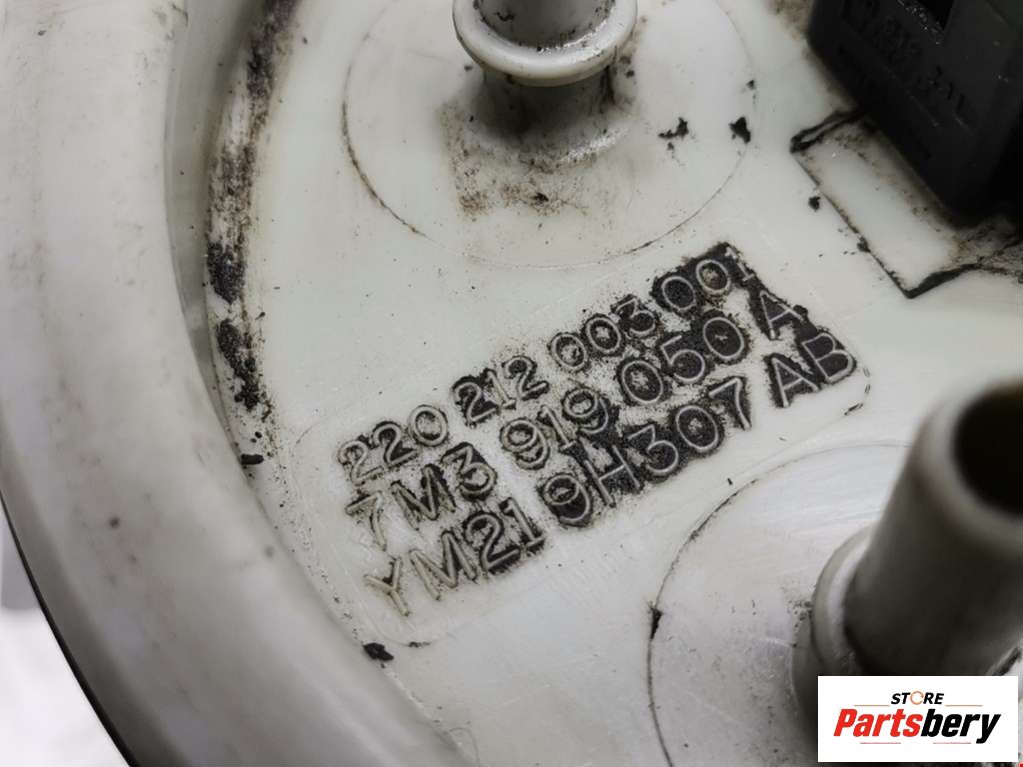 220 212 003 001
7M3 919 050 A
YM21 9H307 AB
STORE
Partsbery